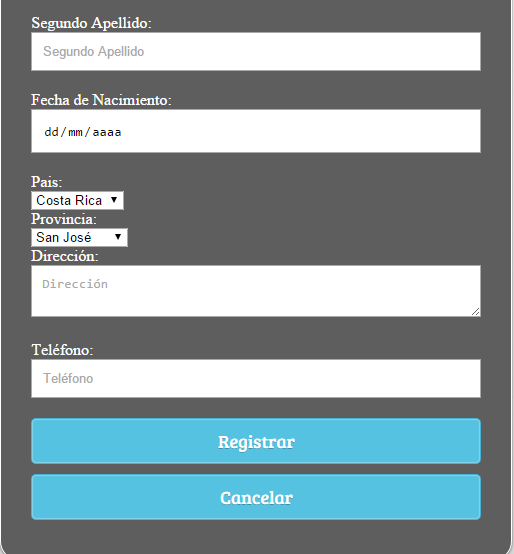 Segundo Apellido:
Segundo Apellido
Fecha de Nacimiento:
dd/mm/aaaa
Pais:
Costa Rica
Provincia:
San José
Dirección:
Dirección
Teléfono:
Teléfono
Registrar
Cancelar